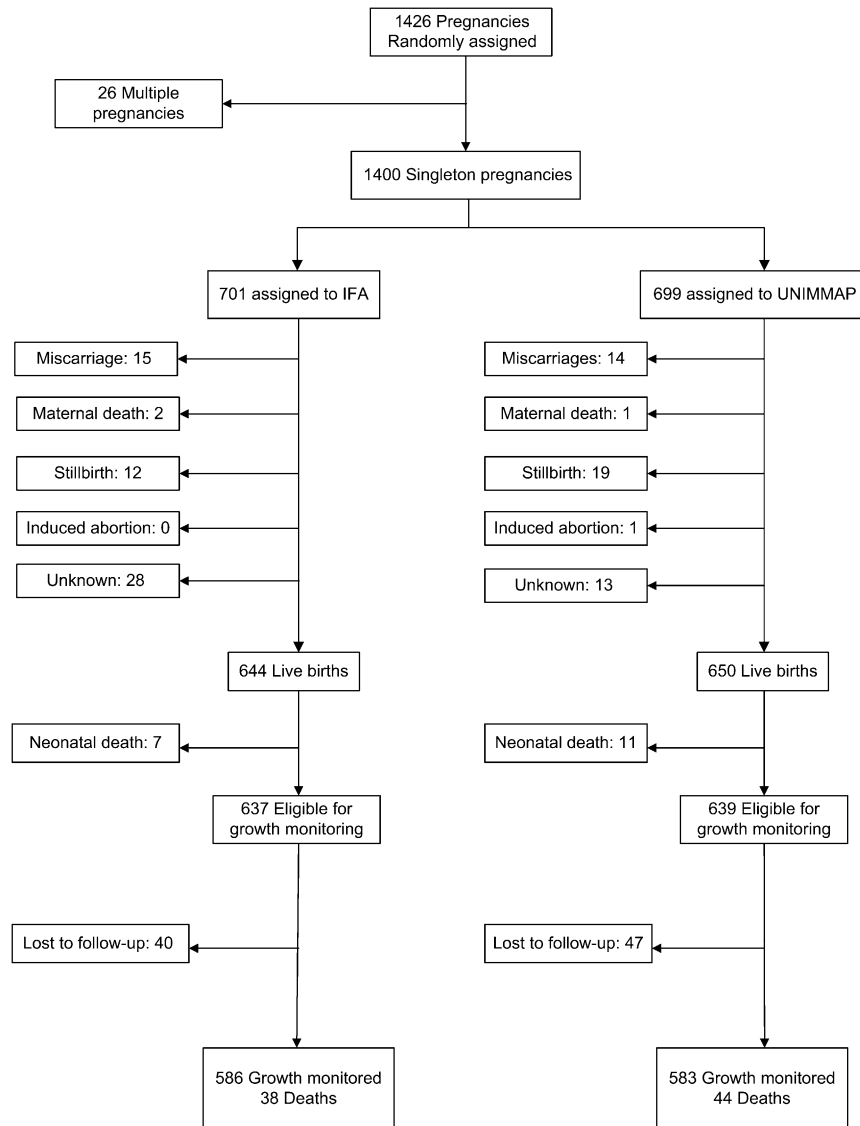 1426 Pregnancies
Randomly assigned
26 Multiple
pregnancies
1400 Singleton pregnancies
701 assigned to IFA
699 assigned to UNIMMAP
Miscarriage: 15
Miscarriages: 14
Maternal death: 2
Maternal death: 1
Stillbirth: 12
Stillbirth: 19
Induced abortion: 0
Induced abortion: 1
Unknown: 28
Unknown: 13
644 Live births
650 Live births
Neonatal death: 7
Neonatal death: 11
637 Eligible for
growth monitoring
639 Eligible for
growth monitoring
Lost to follow-up: 40
Lost to follow-up: 47
586 Growth monitored
38 Deaths
583 Growth monitored
44 Deaths